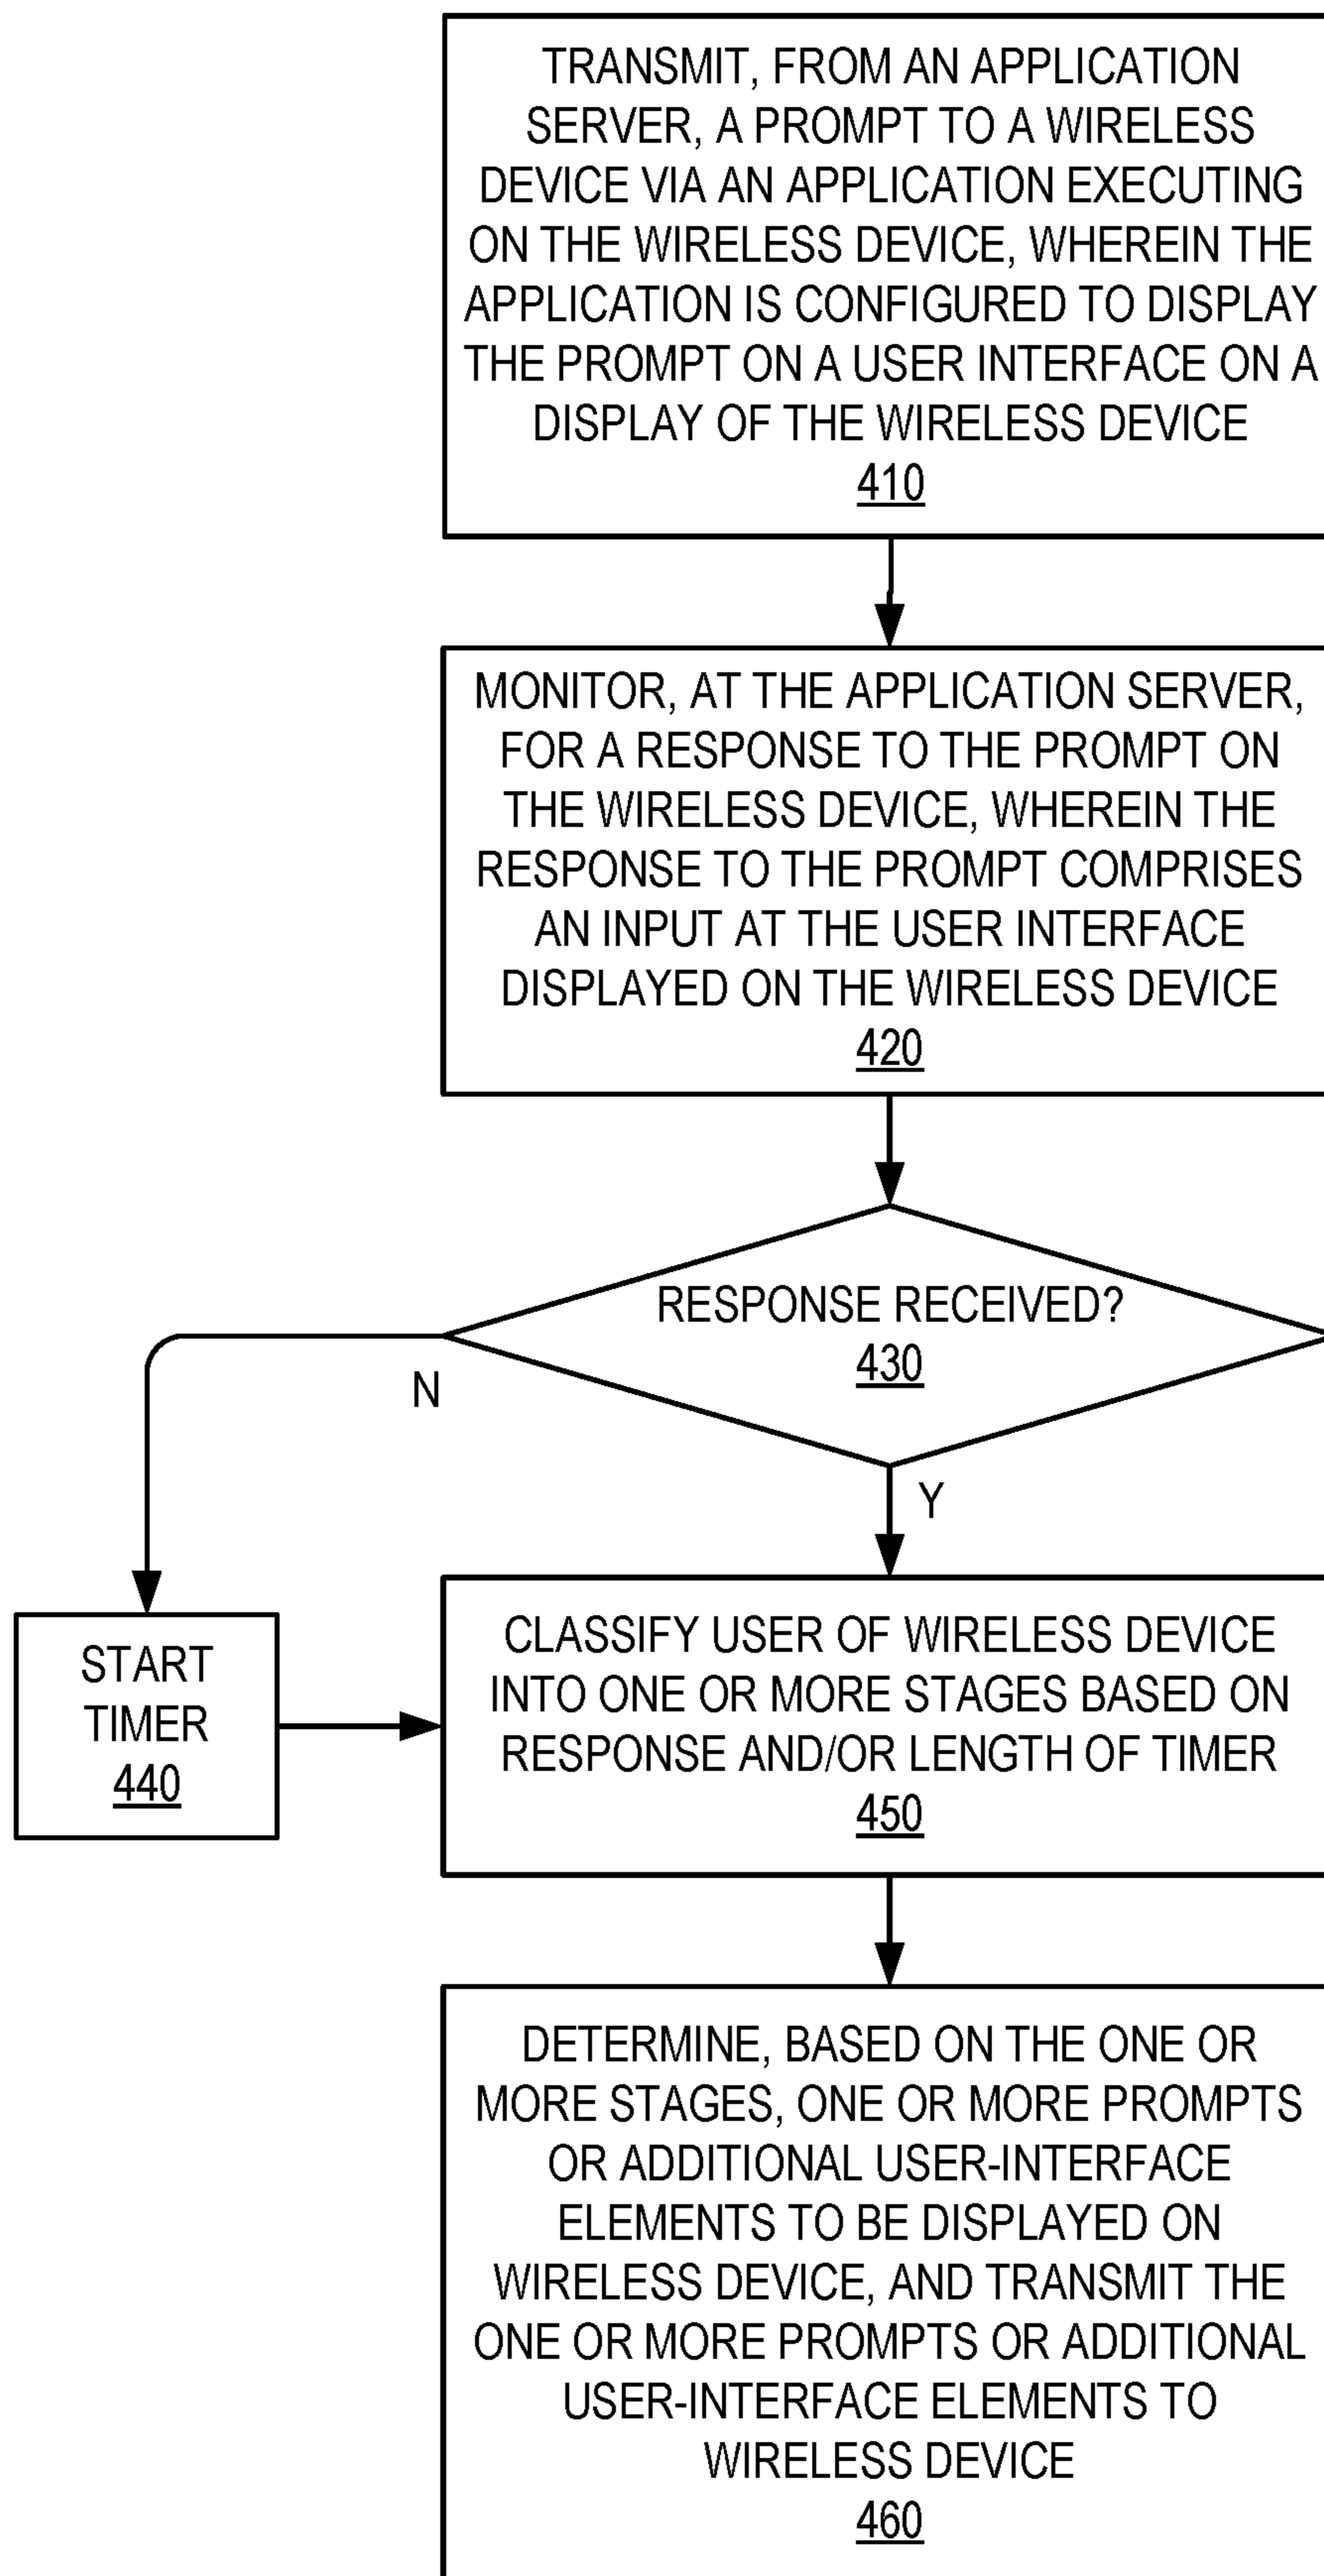 TRANSMIT, FROM AN APPLICATION
SERVER, A PROMPT TO A WIRELESS
DEVICE VIA AN APPLICATION EXECUTING
ON THE WIRELESS DEVICE, WHEREIN THE
APPLICATION IS CONFIGURED TO DISPLAY
THE PROMPT ON A USER INTERFACE ON A
DISPLAY OF THE WIRELESS DEVICE
410
MONITOR, AT THE APPLICATION SERVER,
FOR A RESPONSE TO THE PROMPT ON
THE WIRELESS DEVICE, WHEREIN THE
RESPONSE TO THE PROMPT COMPRISES
AN INPUT AT THE USER INTERFACE
DISPLAYED ON THE WIRELESS DEVICE
420
RESPONSE RECEIVED?
430
N
Y
START
TIMER
440
CLASSIFY USER OF WIRELESS DEVICE
INTO ONE OR MORE STAGES BASED ON
RESPONSE AND/OR LENGTH OF TIMER
450
DETERMINE, BASED ON THE ONE OR
MORE STAGES, ONE OR MORE PROMPTS
OR ADDITIONAL USER-INTERFACE
ELEMENTS TO BE DISPLAYED ON
WIRELESS DEVICE, AND TRANSMIT THE
ONE OR MORE PROMPTS OR ADDITIONAL
USER-INTERFACE ELEMENTS TO
WIRELESS DEVICE
460